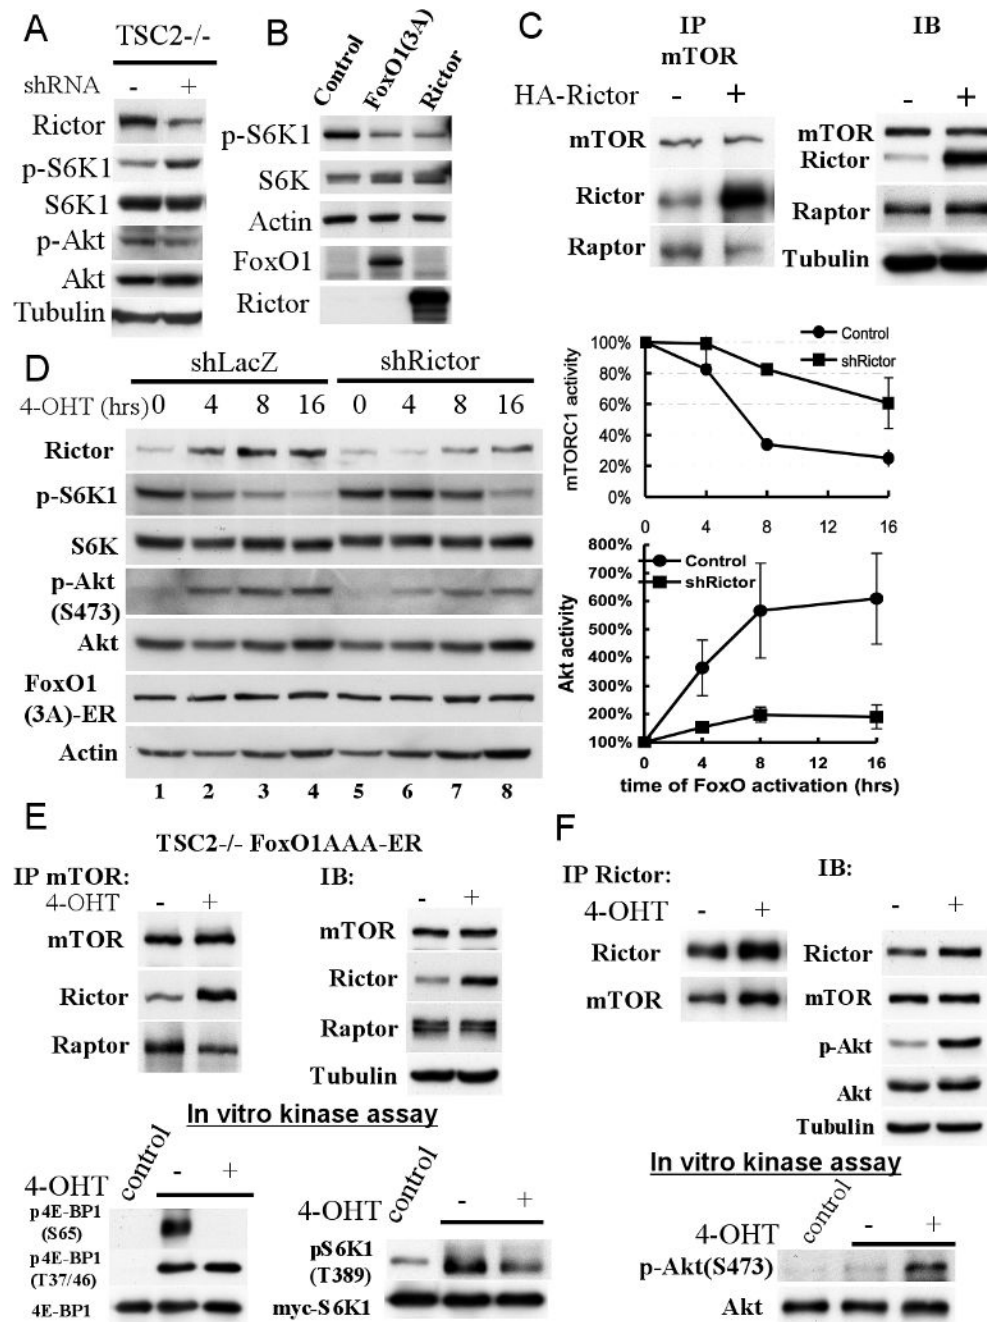 A
TSC2-/-
shRNA - +
Rictor
p-S6K1
S6K1
p-Akt
Akt
Tubulin
B
Control FoxO1(3A) Rictor
p-S6K1
S6K
Actin
FoxO1
Rictor
C
IP
mTOR
HA-Rictor - +
mTOR
Rictor
Raptor
IB
- +
mTOR
Rictor
Raptor
Tubulin
D
shLacZ shRictor
4-OHT (hrs) 0 4 8 16 0 4 8 16
Rictor
p-S6K1
S6K
p-Akt
(S473)
Akt
FoxO1
(3A)-ER
Actin
1 2 3 4 5 6 7 8
Control
shRictor
mTORC1 activity
100%
80%
60%
40%
20%
0%
0 4 8 12 16
Control
shRictor
Akt activity
800%
700%
600%
500%
400%
300%
200%
100%
0 4 8 12 16
time of FoxO activation (hrs)
E
TSC2-/- FoxO1AAA-ER
IP mTOR:
4-OHT - +
mTOR
Rictor
Raptor
IB:
- +
mTOR
Rictor
Raptor
Tubulin
In vitro kinase assay
control
4-OHT - +
p4E-BP1
(S65)
p4E-BP1
(T37/46)
4E-BP1
control
4-OHT - +
pS6K1
(T389)
myc-S6K1
F
IP Rictor:
4-OHT - +
Rictor
mTOR
IB:
- +
Rictor
mTOR
p-Akt
Akt
Tubulin
In vitro kinase assay
control
4-OHT - +
p-Akt(S473)
Akt